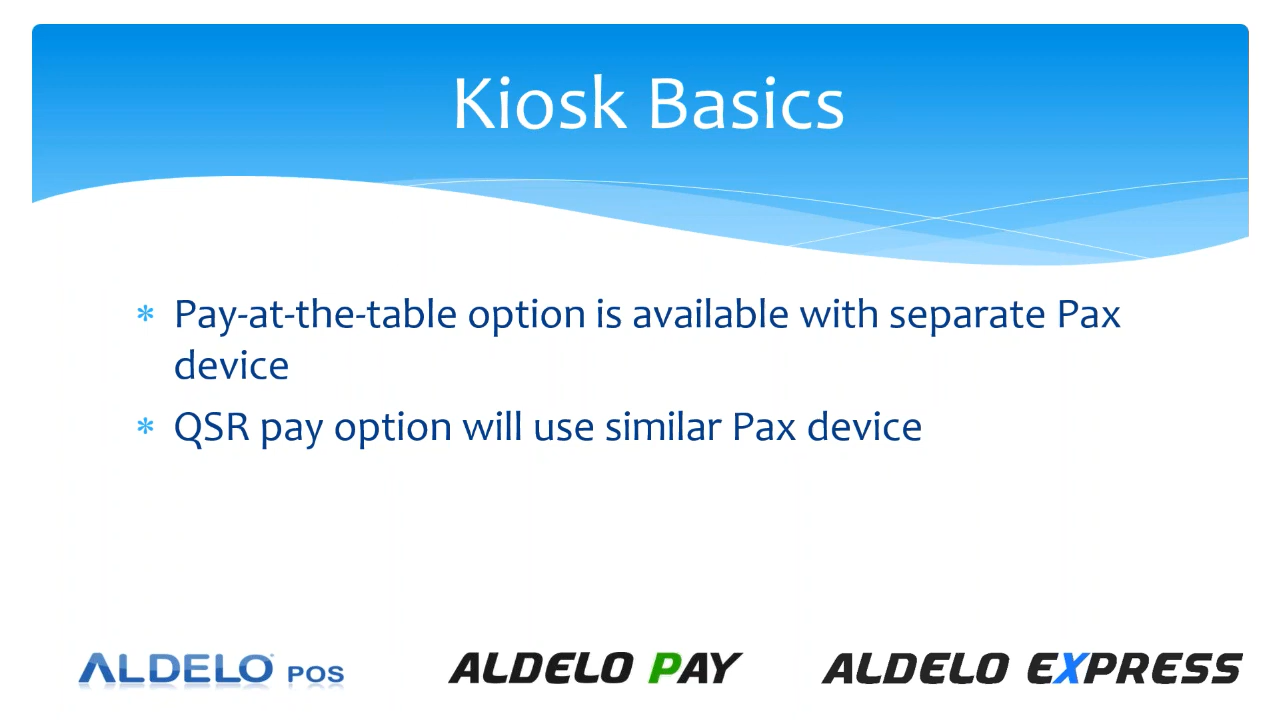 Kiosk Basics
* Pay-at-the-table option is available with separate Pax
device
* QSR pay option will use similar Pax device
ALDELO POS
ALDELO PAY
ALDELO EXPRESS